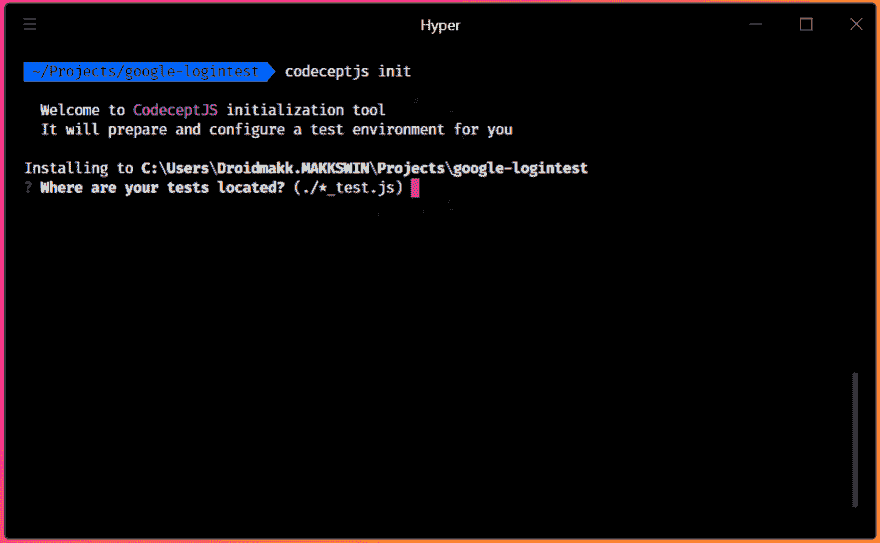 Hyper
~/Projects/google-logintest codeceptjs init
Welcome to CodeceptJS initialization tool
It will prepare and configure a test environment for you
Installing to C:\Users\Droidmakk.MAKKSWIN\Projects\google-logintest
? Where are your tests located? (./*_test.js)